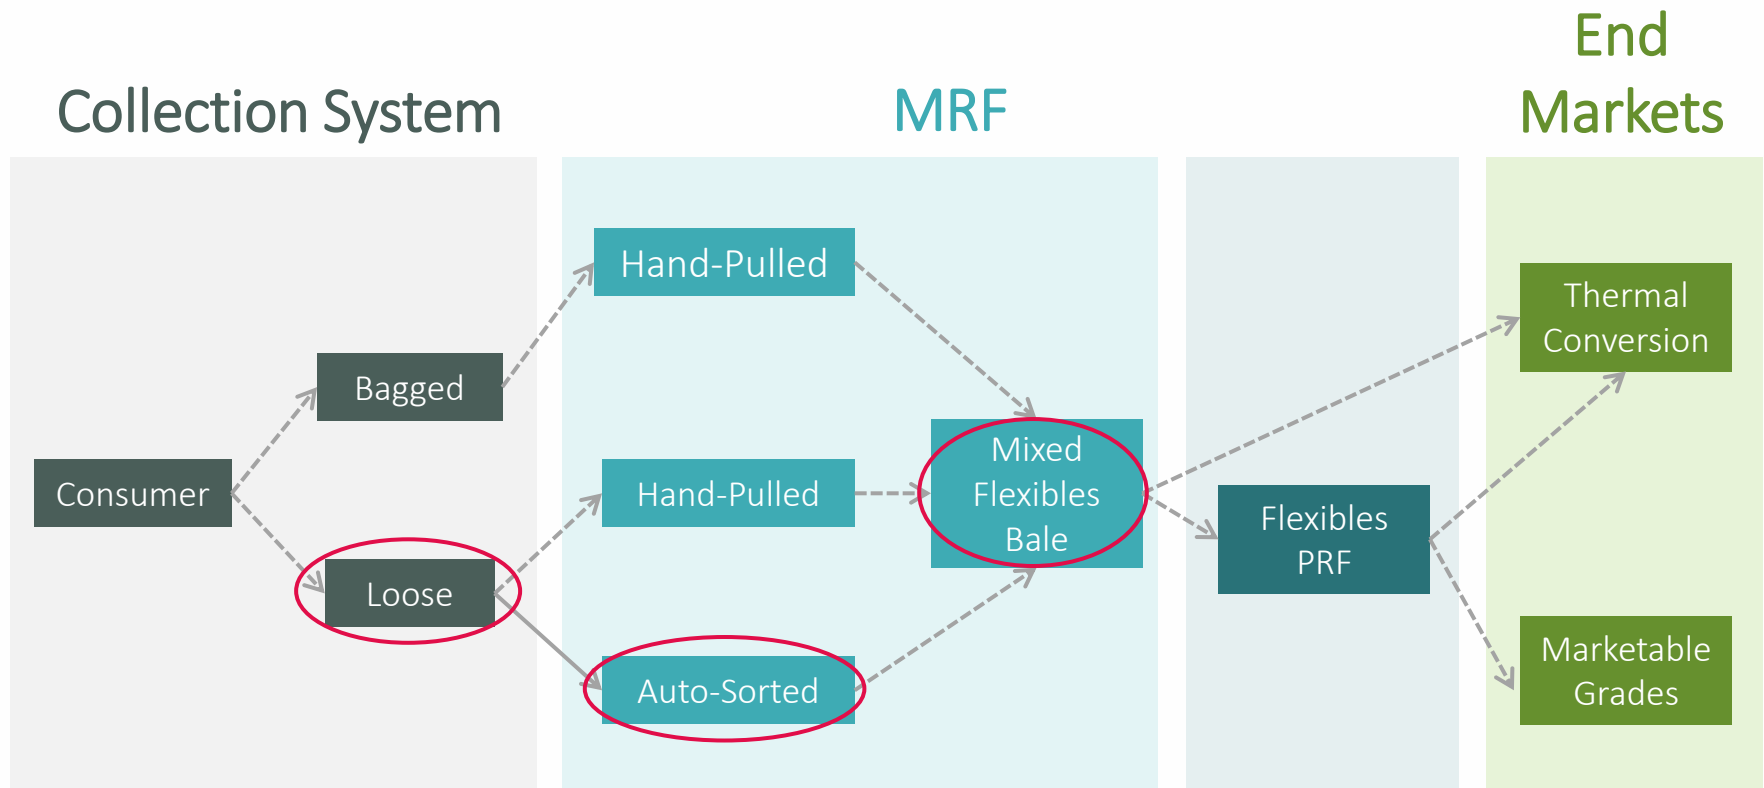 Collection System
MRF
End
Markets
Consumer
Bagged
Loose
Hand-Pulled
Hand-Pulled
Auto-Sorted
Mixed
Flexibles
Bale
Flexibles
PRF
Thermal
Conversion
Marketable
Grades